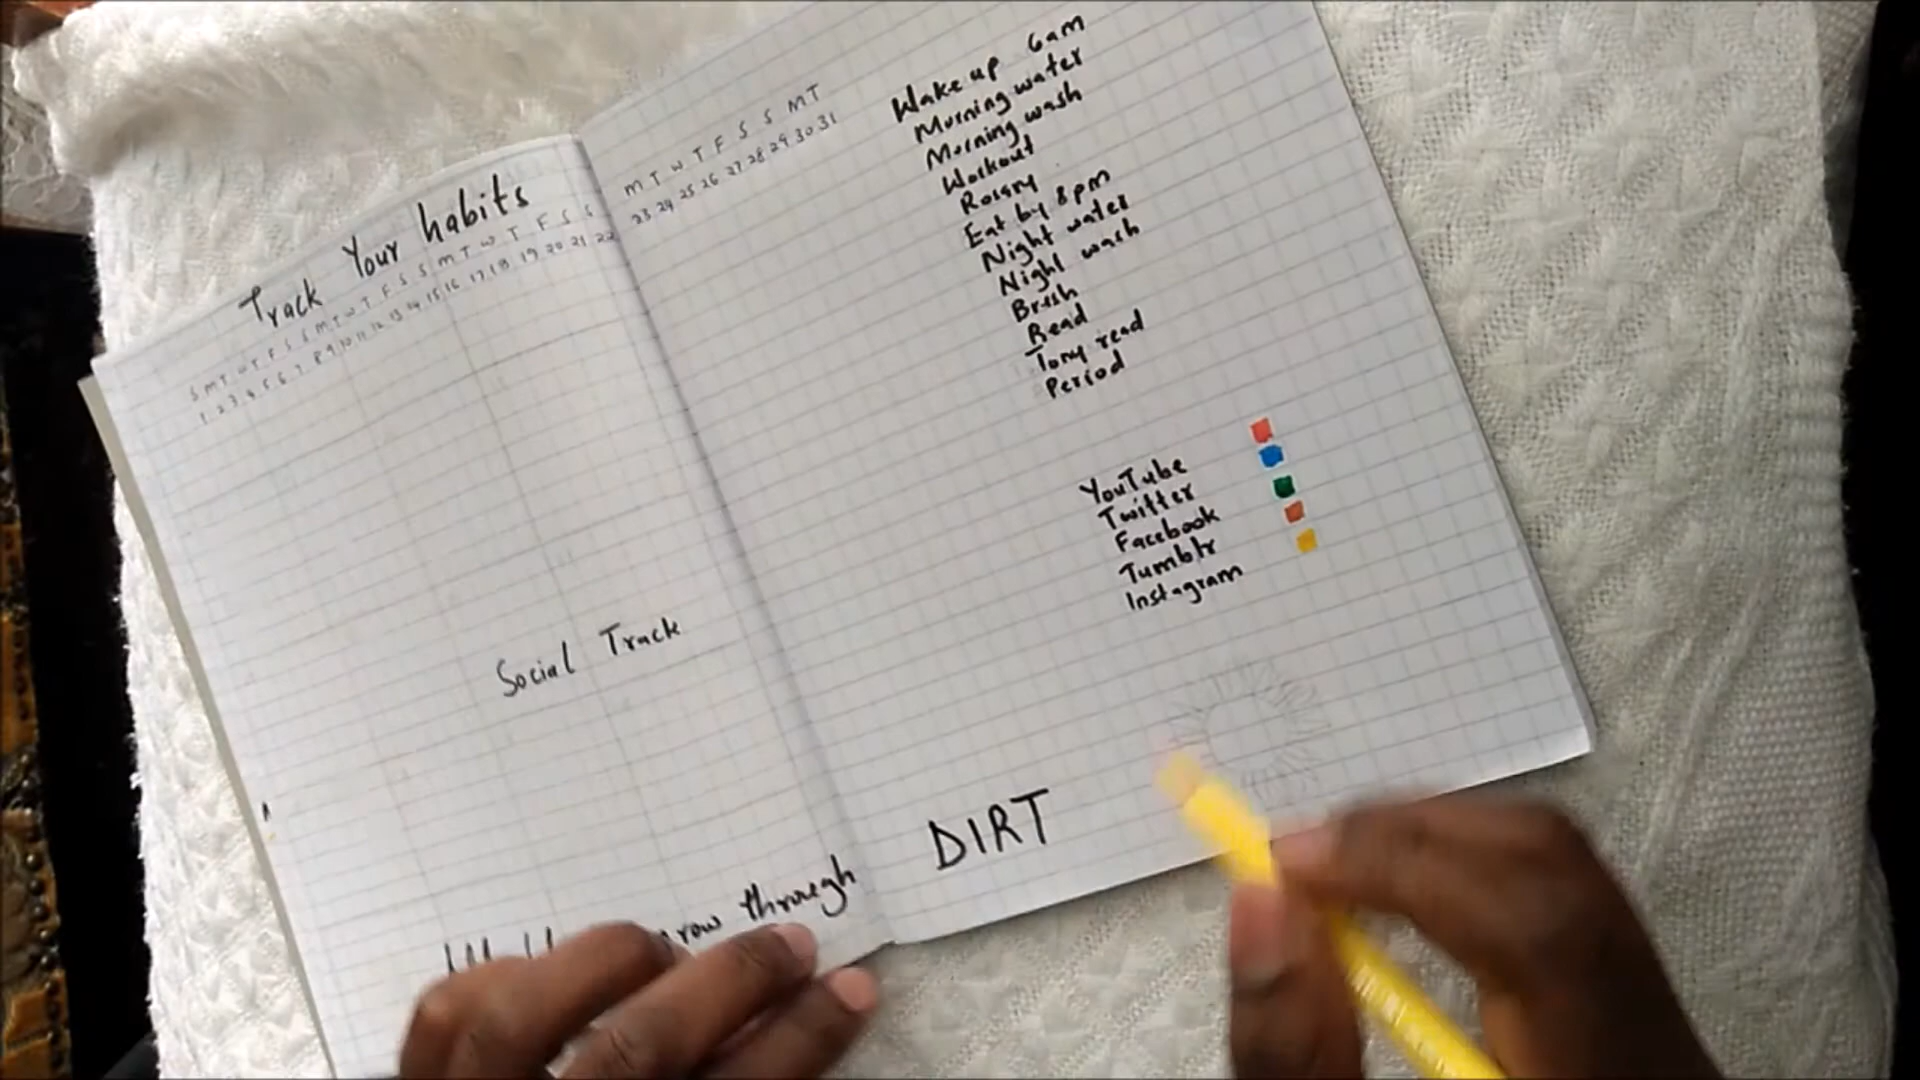 Track Your habits
S M T W T F S S M T W T F S S M T W T F S S
1 2 3 4 5 6 7 8 9 10 11 12 13 14 15 16 17 18 19 20 21 22
M T W T F S S M T
23 24 25 26 27 28 29 30 31
Social Track
through
Wake up 6am
Morning water
Morning wash
Workout
Rosary
Eat by 8pm
Night water
Night wash
Brush
Read
Tony read
Period
YouTube
Twitter
Facebook
Tumblr
Instagram
DIRT